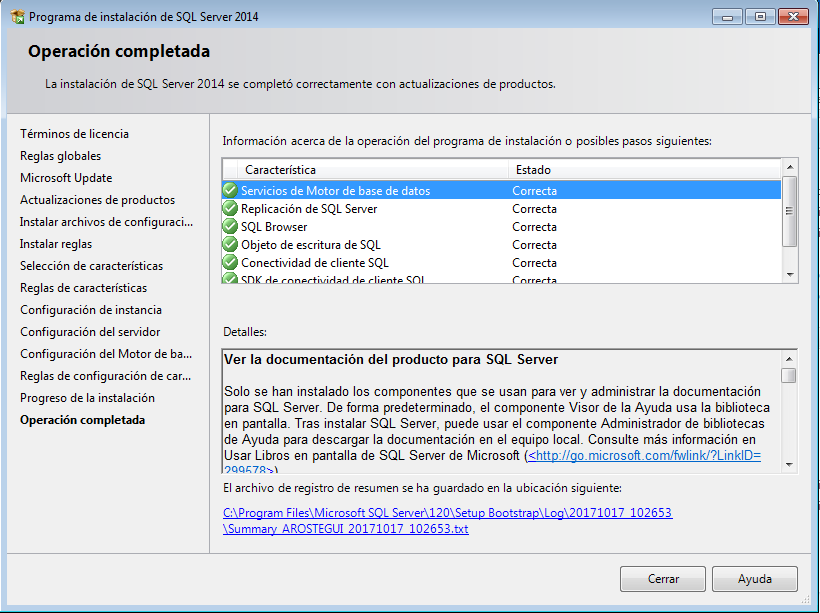 Programa de instalación de SQL Server 2014
Operación completada
La instalación de SQL Server 2014 se completó correctamente con actualizaciones de productos.
Términos de licencia
Reglas globales
Microsoft Update
Actualizaciones de productos
Instalar archivos de configuraci...
Instalar reglas
Selección de características
Reglas de características
Configuración de instancia
Configuración del servidor
Configuración del Motor de ba...
Reglas de configuración de car...
Progreso de la instalación
Operación completada
Información acerca de la operación del programa de instalación o posibles pasos siguientes:
Característica Estado
Servicios de Motor de base de datos Correcta
Replicación de SQL Server Correcta
SQL Browser Correcta
Objeto de escritura de SQL Correcta
Conectividad de cliente SQL Correcta
SDK de conectividad de cliente SQL Correcta
Detalles:
Ver la documentación del producto para SQL Server
Solo se han instalado los componentes que se usan para ver y administrar la documentación
para SQL Server. De forma predeterminada, el componente Visor de la Ayuda usa la biblioteca
en pantalla. Tras instalar SQL Server, puede usar el componente Administrador de bibliotecas
de Ayuda para descargar la documentación en el equipo local. Consulte más información en
Usar Libros en pantalla de SQL Server de Microsoft (<http://go.microsoft.com/fwlink/?LinkID=
299578>)
El archivo de registro de resumen se ha guardado en la ubicación siguiente:
C:\Program Files\Microsoft SQL Server\120\Setup Bootstrap\Log\20171017_102653
\Summary_AROSTEGUI_20171017_102653.txt
Cerrar
Ayuda